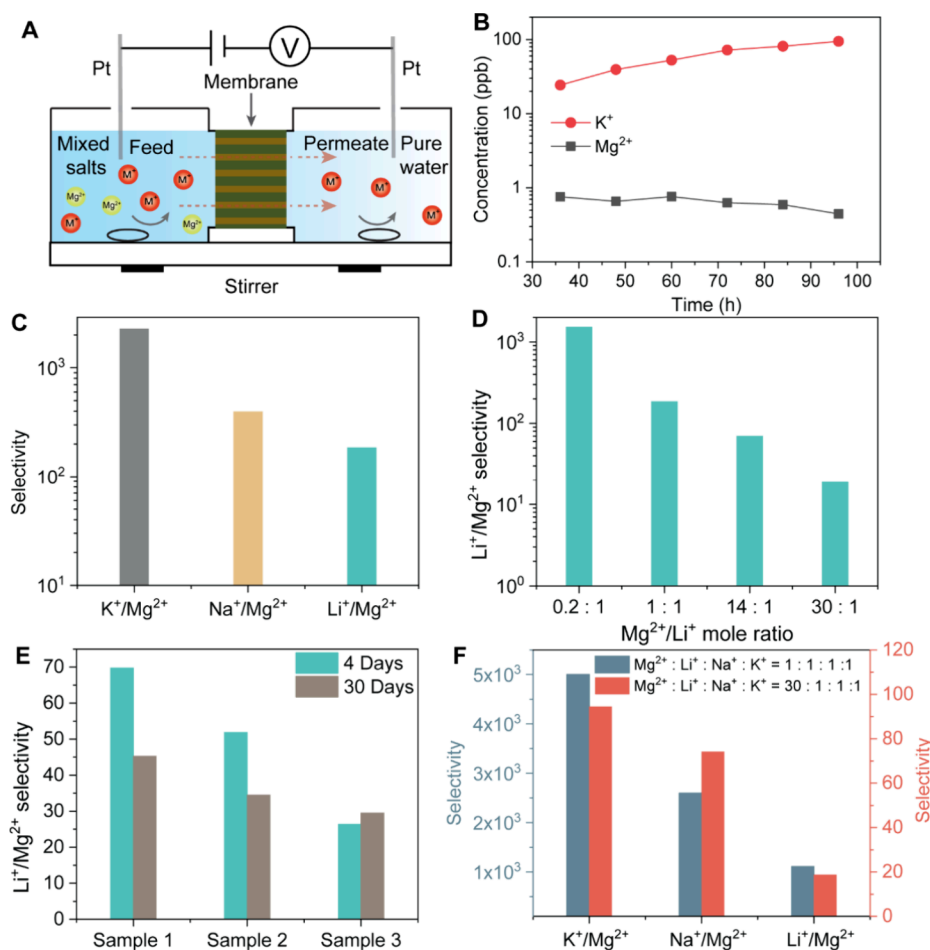 A
V
Pt
Pt
Membrane
Mixed
salts
Feed
Permeate
Pure
water
M⁺
M⁺
M⁺
M⁺
M⁺
M⁺
M⁺
Mg²⁺
Mg²⁺
Mg²⁺
Stirrer
B
Concentration (ppb)
100
10
1
0.1
K⁺
Mg²⁺
30 40 50 60 70 80 90 100
Time (h)
C
Selectivity
10³
10²
10¹
K⁺/Mg²⁺ Na⁺/Mg²⁺ Li⁺/Mg²⁺
D
Li⁺/Mg²⁺ selectivity
10³
10²
10¹
10⁰
0.2 : 1 1 : 1 14 : 1 30 : 1
Mg²⁺/Li⁺ mole ratio
E
Li⁺/Mg²⁺ selectivity
70
60
50
40
30
20
10
0
4 Days
30 Days
Sample 1 Sample 2 Sample 3
F
Mg²⁺ : Li⁺ : Na⁺ : K⁺ = 1 : 1 : 1 :1
Mg²⁺ : Li⁺ : Na⁺ : K⁺ = 30 : 1 : 1 :1
Selectivity
5x10³
4x10³
3x10³
2x10³
1x10³
120
100
80
60
40
20
0
Selectivity
K⁺/Mg²⁺ Na⁺/Mg²⁺ Li⁺/Mg²⁺